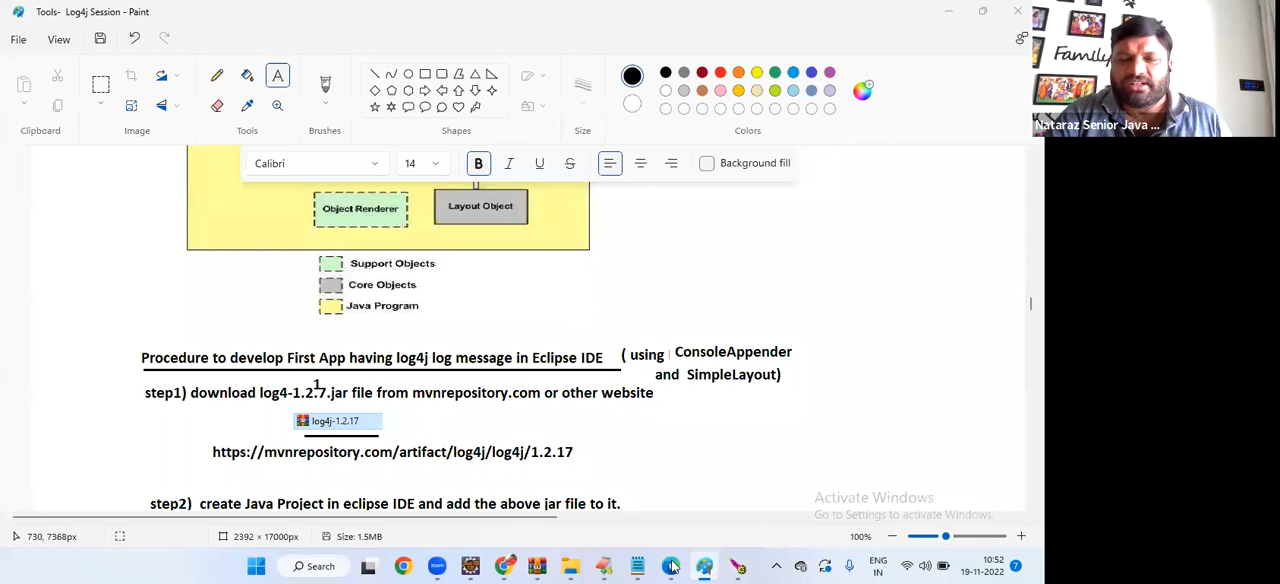 Tools- Log4j Session - Paint
File View
Clipboard
Image
Tools
Brushes
Shapes
Size
Colors
Calibri 14 B I U S Background fill
Family
Nataraz Senior Java ...
Object Renderer
Layout Object
Support Objects
Core Objects
Java Program
Procedure to develop First App having log4j log message in Eclipse IDE ( using ConsoleAppender
and SimpleLayout)
1
step1) download log4-1.2.7.jar file from mvnrepository.com or other website
log4j-1.2.17
https://mvnrepository.com/artifact/log4j/log4j/1.2.17
step2) create Java Project in eclipse IDE and add the above jar file to it.
Activate Windows
Go to Settings to activate Windows.
730, 7368px 2392 × 17000px Size: 1.5MB 100%
Search
zoom
ENG
IN
10:52
19-11-2022
7